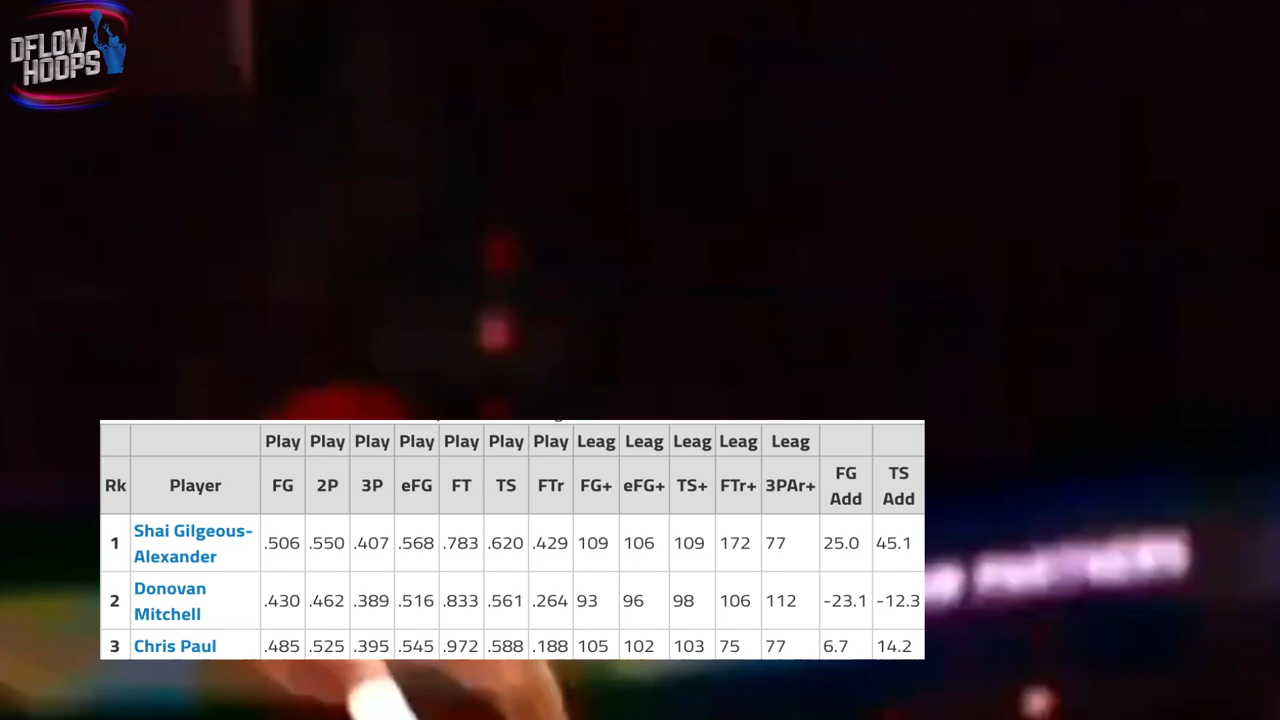 DFLOW
HOOPS
Play Play Play Play Play Play Play Leag Leag Leag Leag Leag
Rk Player FG 2P 3P eFG FT TS FTr FG+ eFG+ TS+ FTr+ 3PAr+ FG Add TS Add
1 Shai Gilgeous-Alexander .506 .550 .407 .568 .783 .620 .429 109 106 109 172 77 25.0 45.1
2 Donovan Mitchell .430 .462 .389 .516 .833 .561 .264 93 96 98 106 112 -23.1 -12.3
3 Chris Paul .485 .525 .395 .545 .972 .588 .188 105 102 103 75 77 6.7 14.2